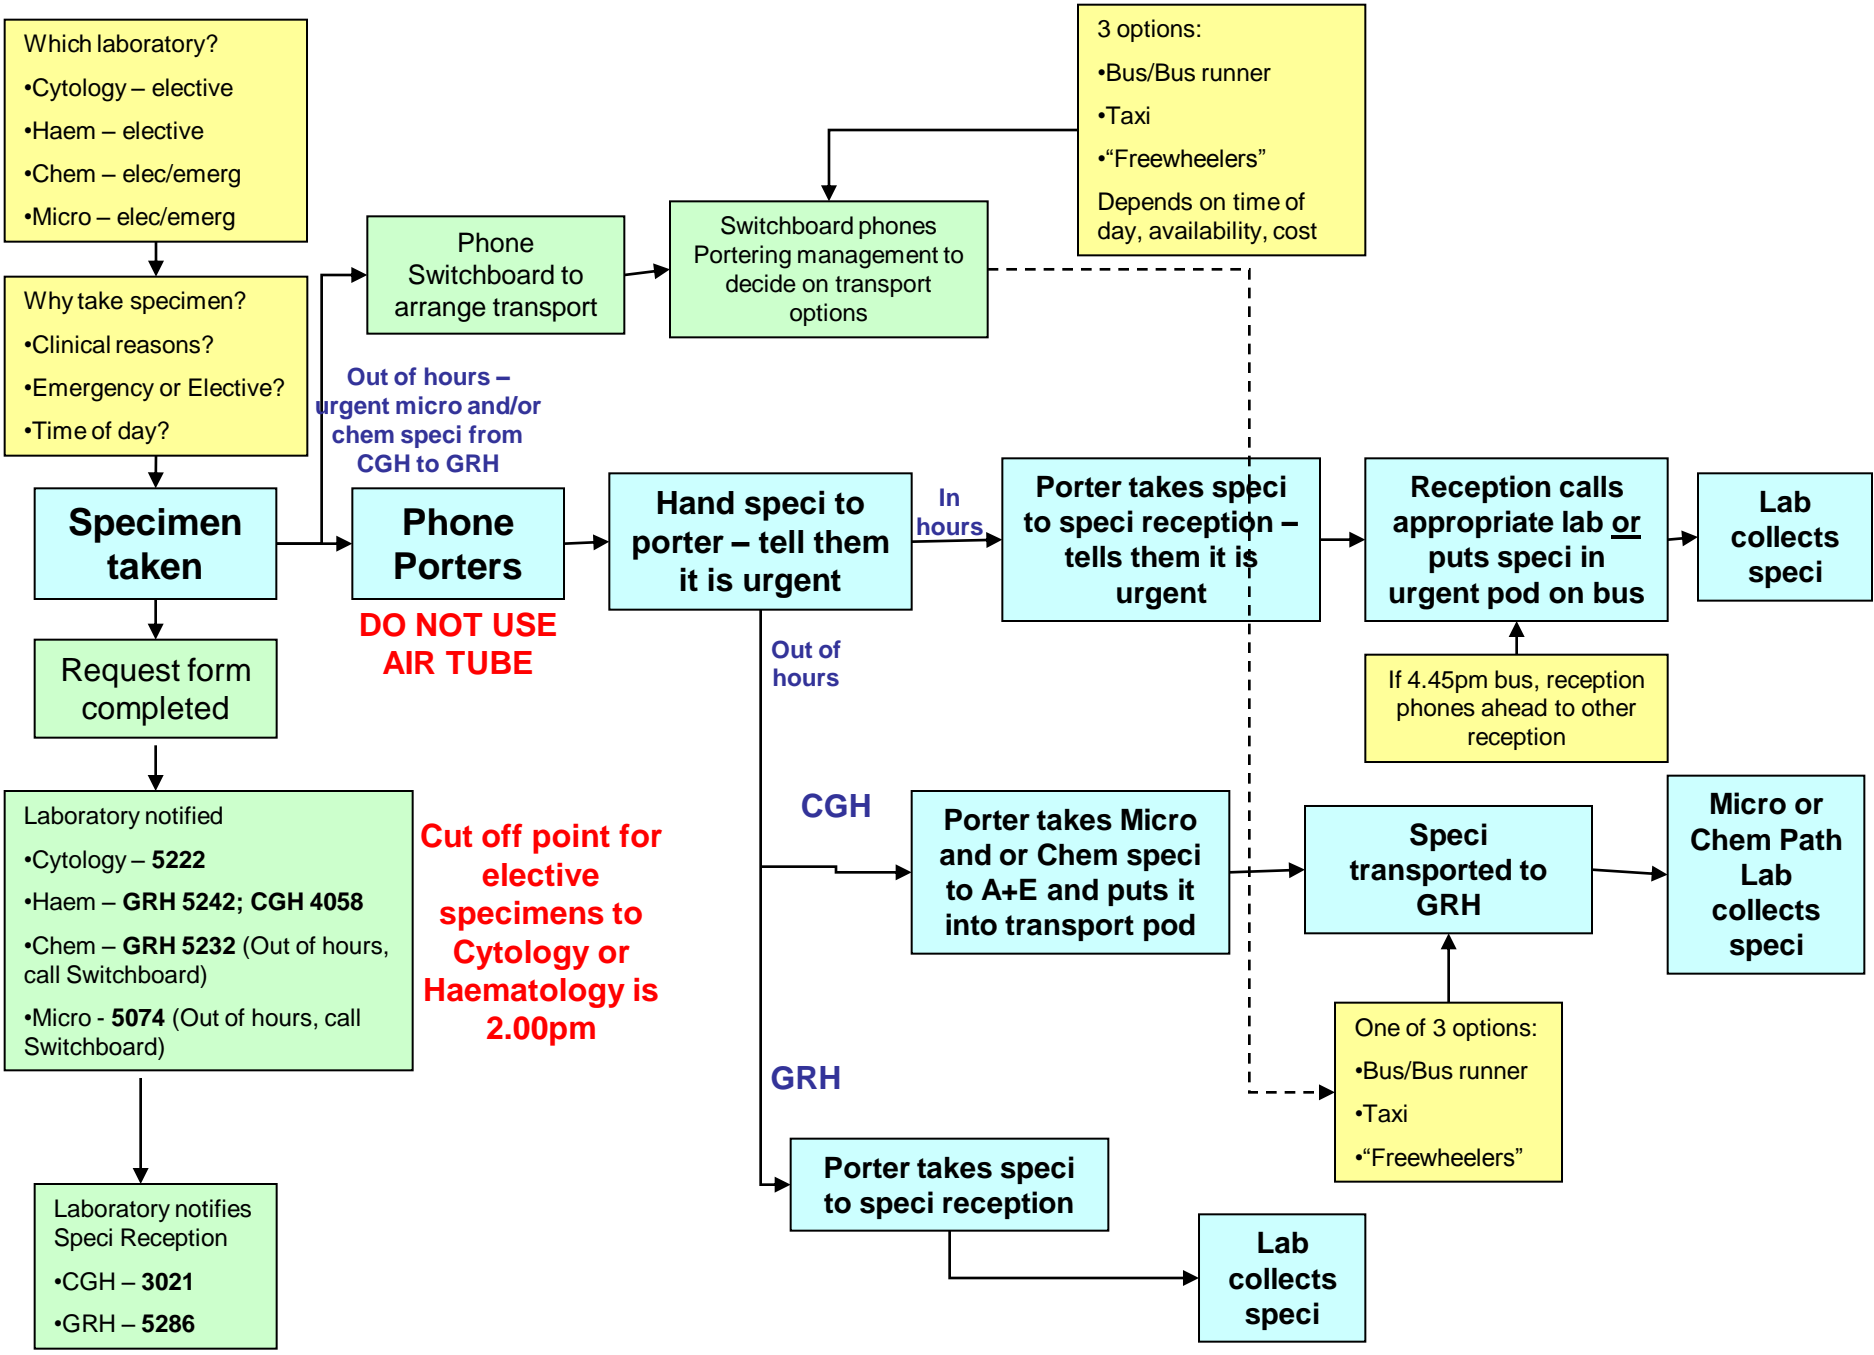 Which laboratory?
•Cytology – elective
•Haem – elective
•Chem – elec/emerg
•Micro – elec/emerg
3 options:
•Bus/Bus runner
•Taxi
•“Freewheelers”
Depends on time of
day, availability, cost
Phone
Switchboard to
arrange transport
Switchboard phones
Portering management to
decide on transport
options
Why take specimen?
•Clinical reasons?
•Emergency or Elective?
•Time of day?
Out of hours –
urgent micro and/or
chem speci from
CGH to GRH
Specimen
taken
Phone
Porters
DO NOT USE
AIR TUBE
Hand speci to
porter – tell them
it is urgent
In
hours
Porter takes speci
to speci reception –
tells them it is
urgent
Reception calls
appropriate lab or
puts speci in
urgent pod on bus
Lab
collects
speci
Out of
hours
If 4.45pm bus, reception
phones ahead to other
reception
Request form
completed
Laboratory notified
•Cytology – 5222
•Haem – GRH 5242; CGH 4058
•Chem – GRH 5232 (Out of hours,
call Switchboard)
•Micro - 5074 (Out of hours, call
Switchboard)
Cut off point for
elective
specimens to
Cytology or
Haematology is
2.00pm
CGH
Porter takes Micro
and or Chem speci
to A+E and puts it
into transport pod
Speci
transported to
GRH
Micro or
Chem Path
Lab
collects
speci
One of 3 options:
•Bus/Bus runner
•Taxi
•“Freewheelers”
GRH
Porter takes speci
to speci reception
Lab
collects
speci
Laboratory notifies
Speci Reception
•CGH – 3021
•GRH – 5286